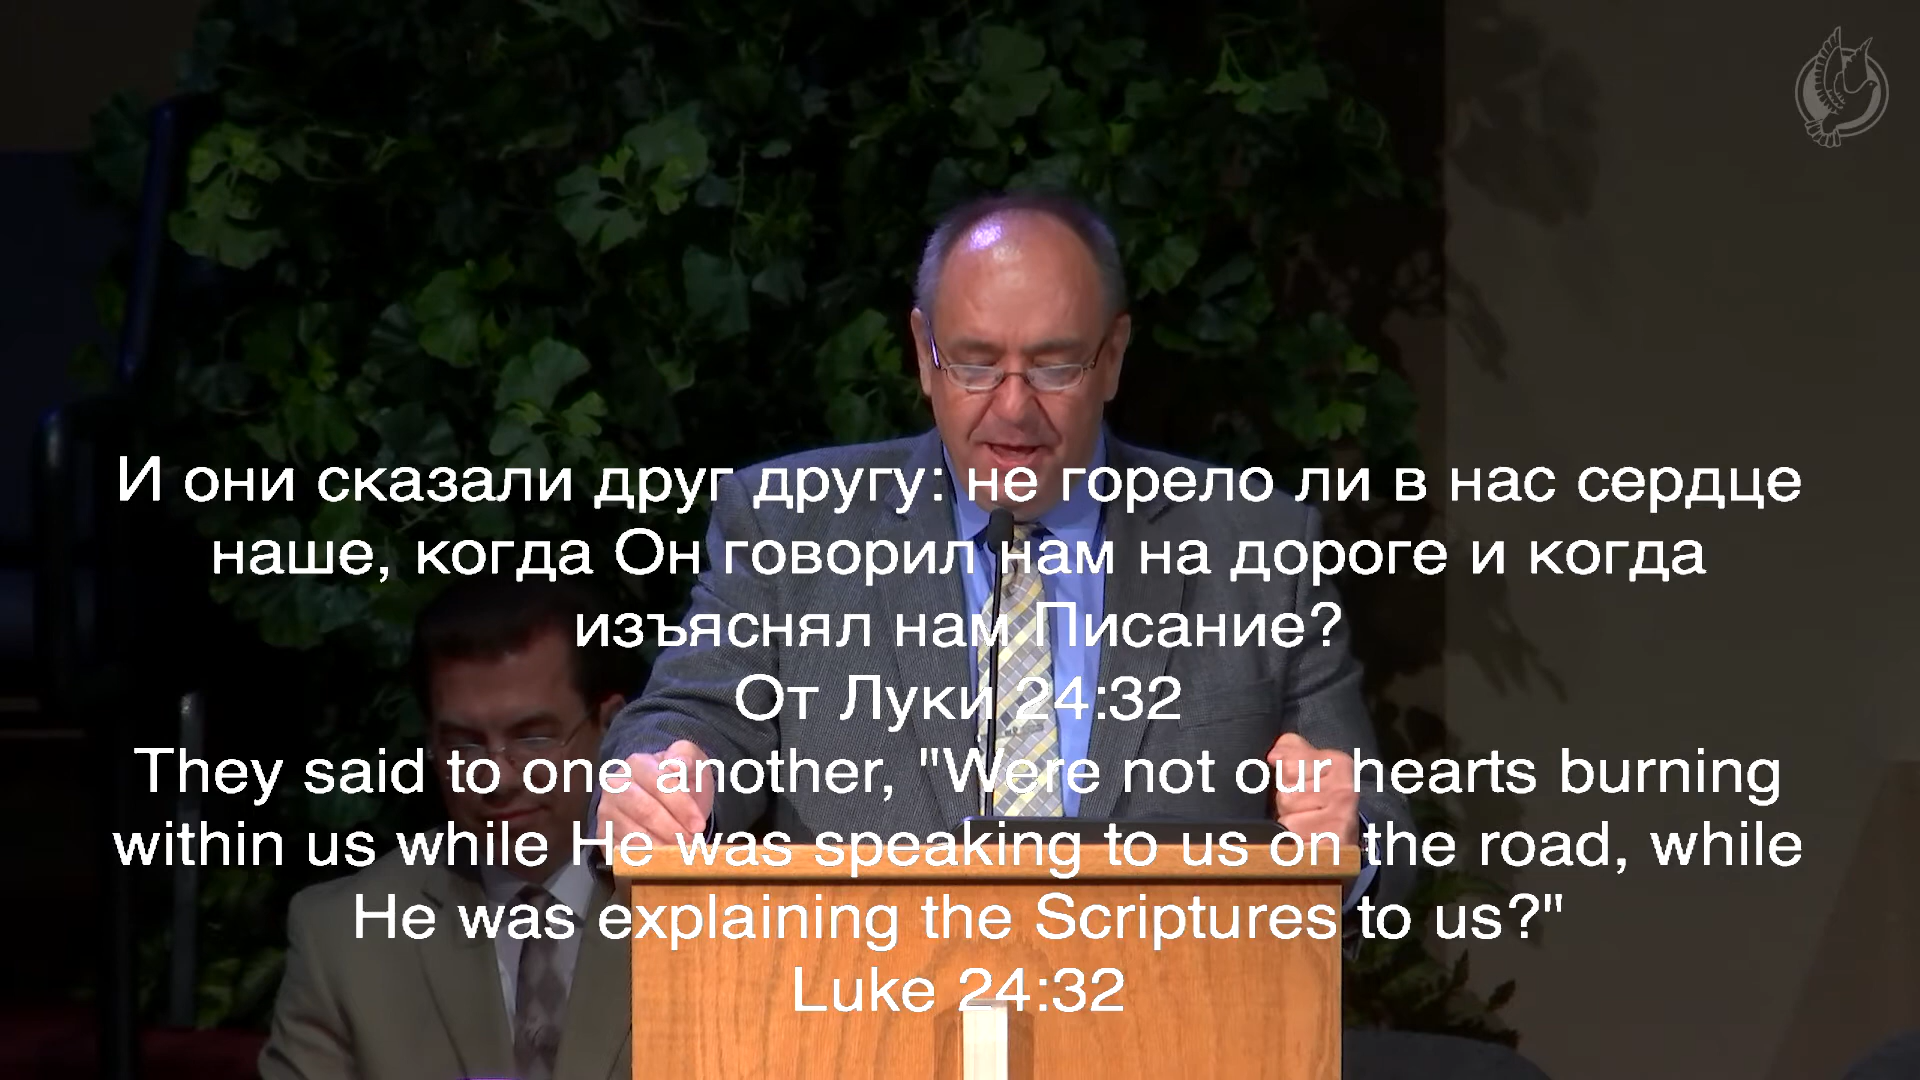 И они сказали друг другу: не горело ли в нас сердце
наше, когда Он говорил нам на дороге и когда
изъяснял нам Писание?
От Луки 24:32
They said to one another, "Were not our hearts burning
within us while He was speaking to us on the road, while
He was explaining the Scriptures to us?"
Luke 24:32